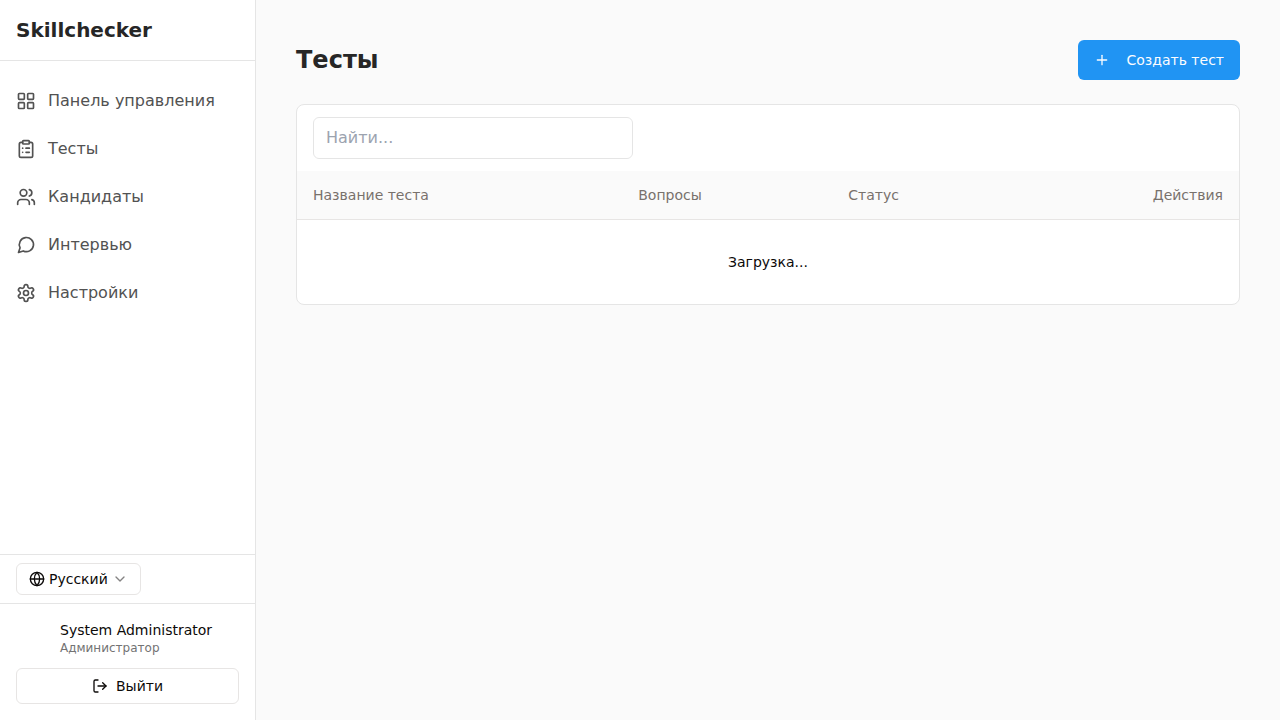 Skillchecker
Панель управления
Тесты
Кандидаты
Интервью
Настройки
Русский
System Administrator
Администратор
Выйти
Тесты
Создать тест
Найти...
Название теста Вопросы Статус Действия
Загрузка...